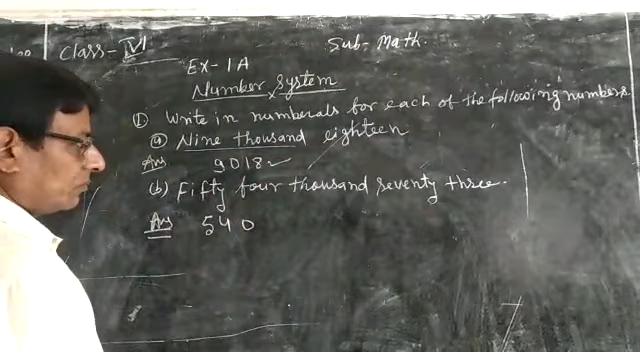 Class-IV Sub- Math.
Ex-1A
Number System
① Write in numerals for each of the following numbers.
ⓐ Nine thousand eighteen
Ans 9018
(b) Fifty four thousand seventy three.
Ans 540